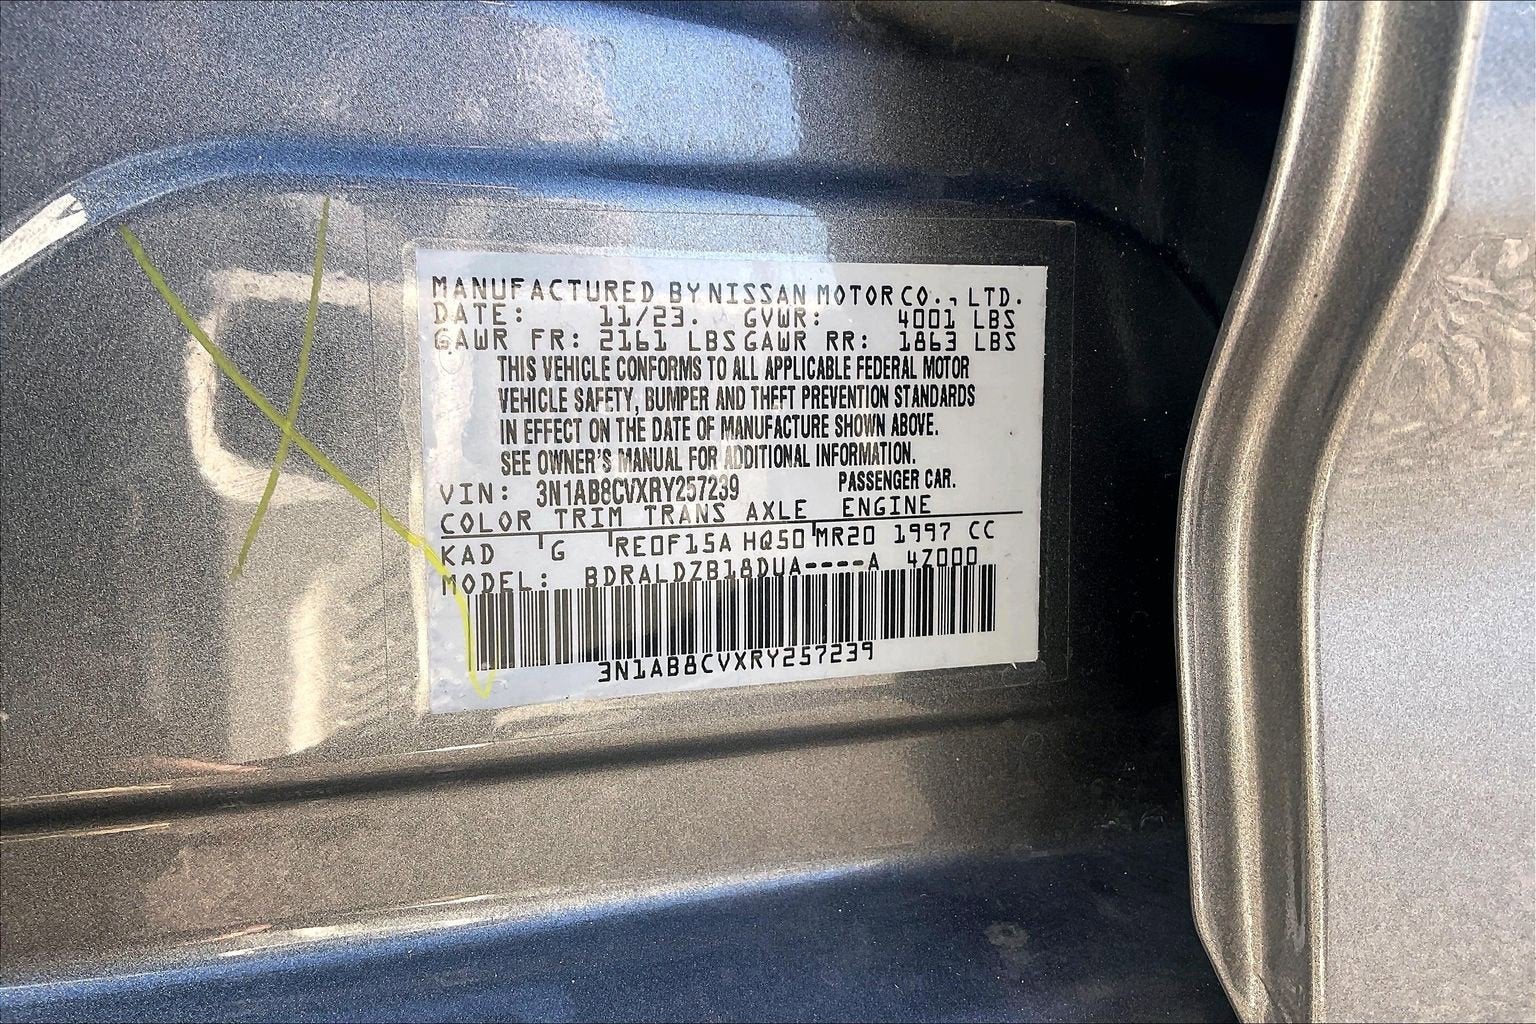 MANUFACTURED BY NISSAN MOTOR CO., LTD.
DATE: 11/23. GVWR: 4001 LBS
GAWR FR: 2161 LBS GAWR RR: 1863 LBS
THIS VEHICLE CONFORMS TO ALL APPLICABLE FEDERAL MOTOR
VEHICLE SAFETY, BUMPER AND THEFT PREVENTION STANDARDS
IN EFFECT ON THE DATE OF MANUFACTURE SHOWN ABOVE.
SEE OWNER'S MANUAL FOR ADDITIONAL INFORMATION.
VIN: 3N1AB8CVXRY257239 PASSENGER CAR.
COLOR TRIM TRANS AXLE ENGINE
KAD G RE0F15A HQ50 MR20 1997 CC
MODEL: BDRALDZB18DUA----A 4Z000
3N1AB8CVXRY257239